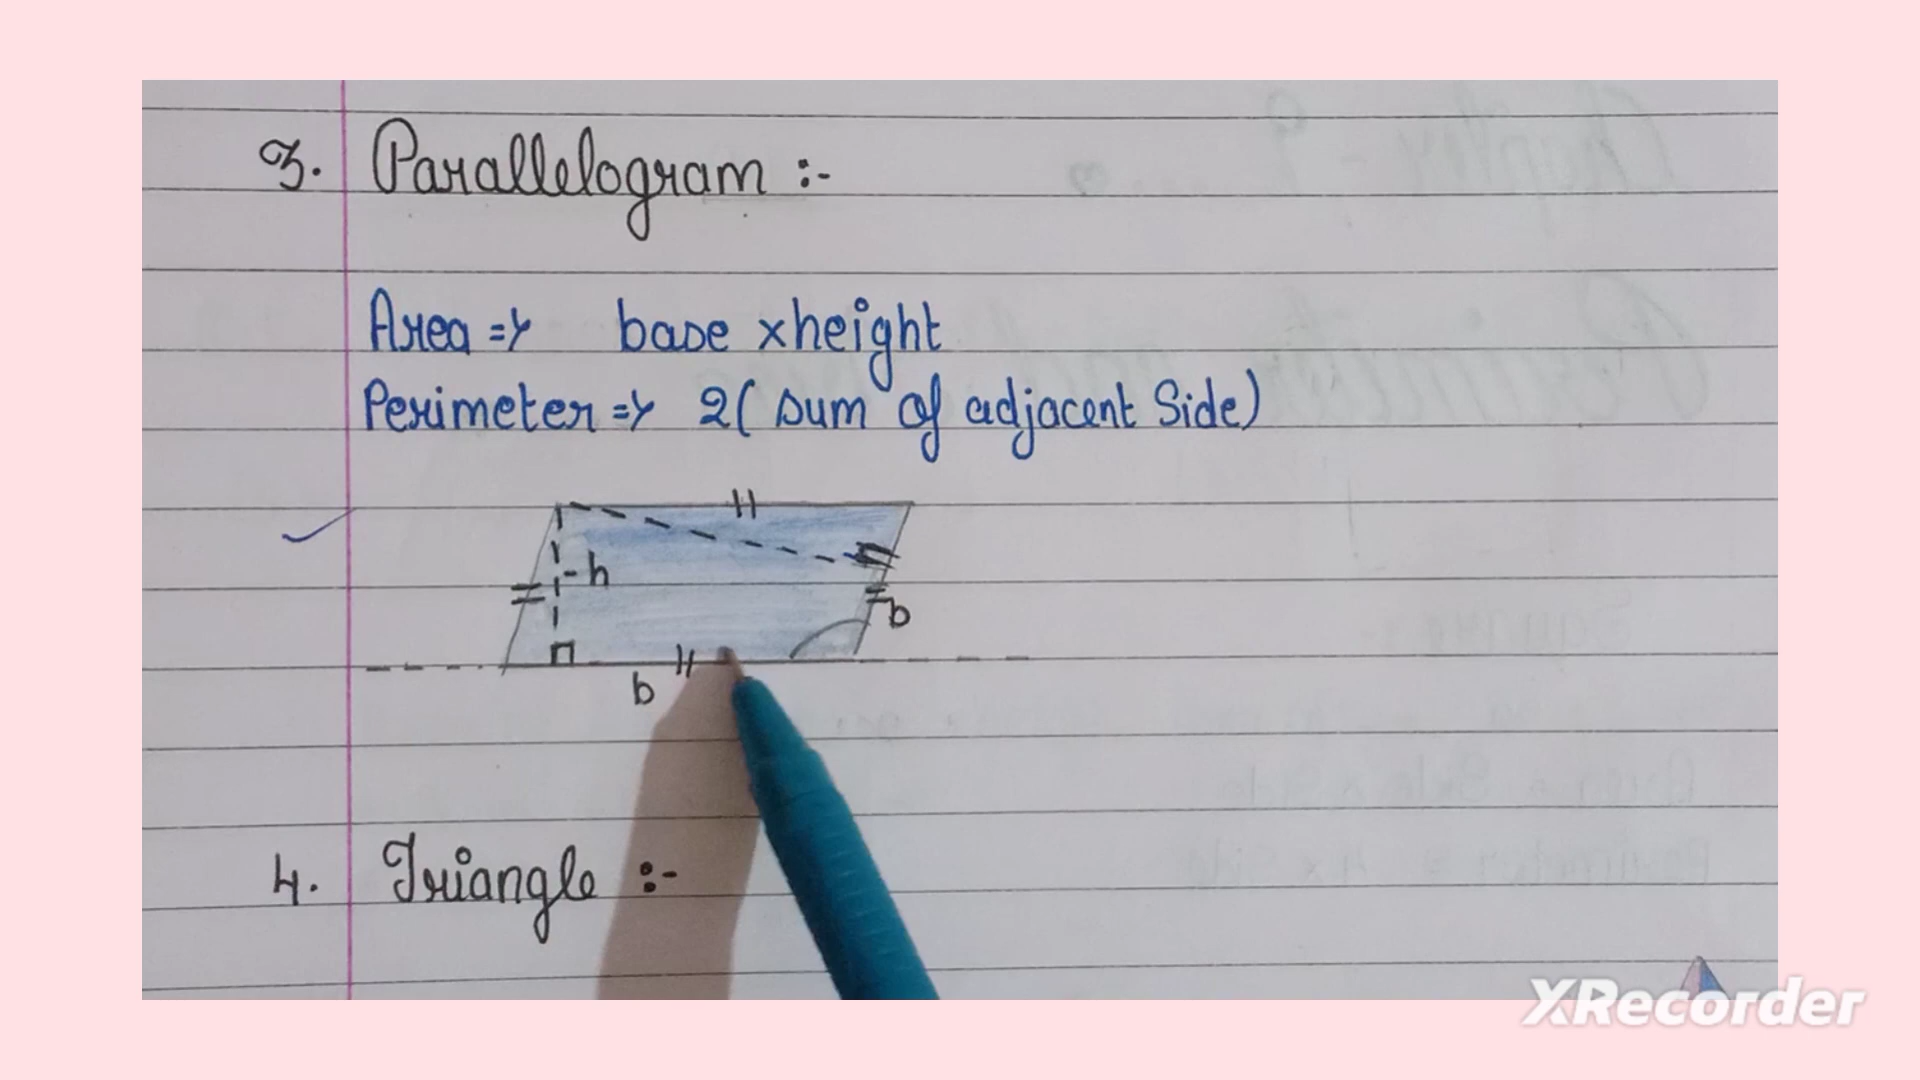 3. Parallelogram :-
Area => base x height
Perimeter => 2( Sum of adjacent Side)
h
b
b
4. Triangle :-
XRecorder